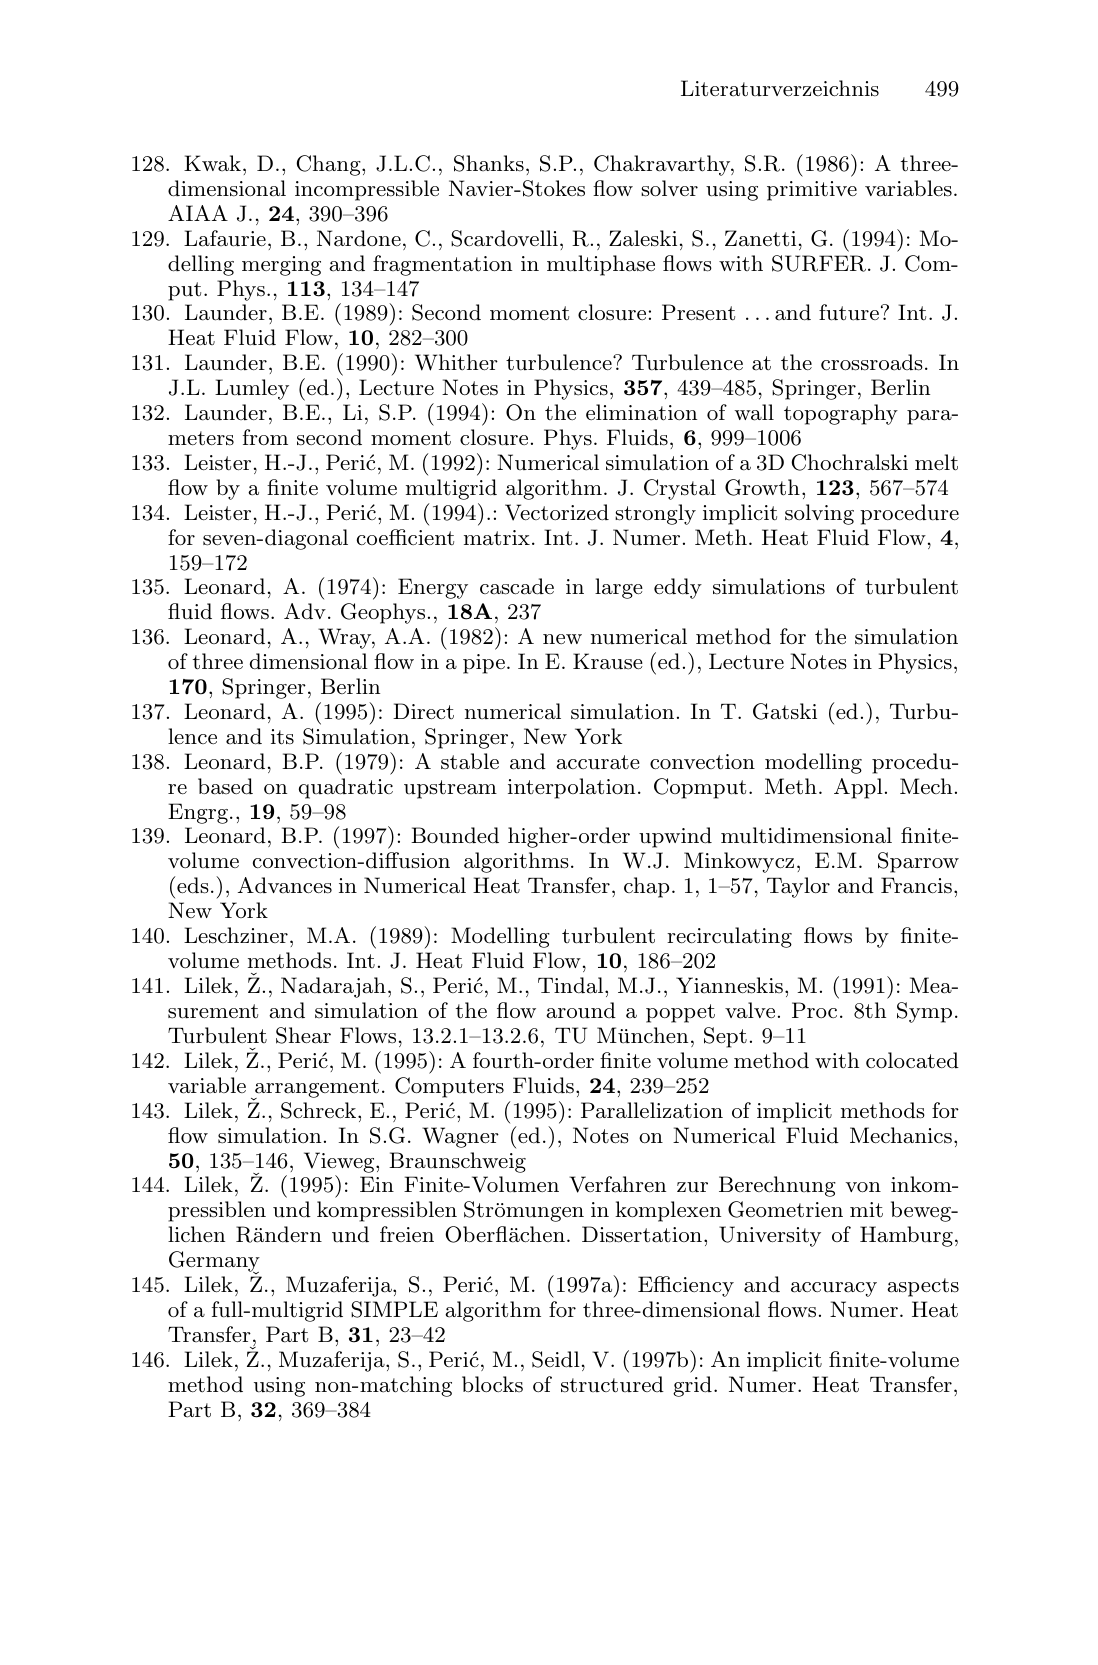 Literaturverzeichnis 499
128. Kwak, D., Chang, J.L.C., Shanks, S.P., Chakravarthy, S.R. (1986): A three-
dimensional incompressible Navier-Stokes flow solver using primitive variables.
AIAA J., 24, 390–396
129. Lafaurie, B., Nardone, C., Scardovelli, R., Zaleski, S., Zanetti, G. (1994): Mo-
delling merging and fragmentation in multiphase flows with SURFER. J. Com-
put. Phys., 113, 134–147
130. Launder, B.E. (1989): Second moment closure: Present ... and future? Int. J.
Heat Fluid Flow, 10, 282–300
131. Launder, B.E. (1990): Whither turbulence? Turbulence at the crossroads. In
J.L. Lumley (ed.), Lecture Notes in Physics, 357, 439–485, Springer, Berlin
132. Launder, B.E., Li, S.P. (1994): On the elimination of wall topography para-
meters from second moment closure. Phys. Fluids, 6, 999–1006
133. Leister, H.-J., Perić, M. (1992): Numerical simulation of a 3D Chochralski melt
flow by a finite volume multigrid algorithm. J. Crystal Growth, 123, 567–574
134. Leister, H.-J., Perić, M. (1994).: Vectorized strongly implicit solving procedure
for seven-diagonal coefficient matrix. Int. J. Numer. Meth. Heat Fluid Flow, 4,
159–172
135. Leonard, A. (1974): Energy cascade in large eddy simulations of turbulent
fluid flows. Adv. Geophys., 18A, 237
136. Leonard, A., Wray, A.A. (1982): A new numerical method for the simulation
of three dimensional flow in a pipe. In E. Krause (ed.), Lecture Notes in Physics,
170, Springer, Berlin
137. Leonard, A. (1995): Direct numerical simulation. In T. Gatski (ed.), Turbu-
lence and its Simulation, Springer, New York
138. Leonard, B.P. (1979): A stable and accurate convection modelling procedu-
re based on quadratic upstream interpolation. Copmput. Meth. Appl. Mech.
Engrg., 19, 59–98
139. Leonard, B.P. (1997): Bounded higher-order upwind multidimensional finite-
volume convection-diffusion algorithms. In W.J. Minkowycz, E.M. Sparrow
(eds.), Advances in Numerical Heat Transfer, chap. 1, 1–57, Taylor and Francis,
New York
140. Leschziner, M.A. (1989): Modelling turbulent recirculating flows by finite-
volume methods. Int. J. Heat Fluid Flow, 10, 186–202
141. Lilek, Ž., Nadarajah, S., Perić, M., Tindal, M.J., Yianneskis, M. (1991): Mea-
surement and simulation of the flow around a poppet valve. Proc. 8th Symp.
Turbulent Shear Flows, 13.2.1–13.2.6, TU München, Sept. 9–11
142. Lilek, Ž., Perić, M. (1995): A fourth-order finite volume method with colocated
variable arrangement. Computers Fluids, 24, 239–252
143. Lilek, Ž., Schreck, E., Perić, M. (1995): Parallelization of implicit methods for
flow simulation. In S.G. Wagner (ed.), Notes on Numerical Fluid Mechanics,
50, 135–146, Vieweg, Braunschweig
144. Lilek, Ž. (1995): Ein Finite-Volumen Verfahren zur Berechnung von inkom-
pressiblen und kompressiblen Strömungen in komplexen Geometrien mit beweg-
lichen Rändern und freien Oberflächen. Dissertation, University of Hamburg,
Germany
145. Lilek, Ž., Muzaferija, S., Perić, M. (1997a): Efficiency and accuracy aspects
of a full-multigrid SIMPLE algorithm for three-dimensional flows. Numer. Heat
Transfer, Part B, 31, 23–42
146. Lilek, Ž., Muzaferija, S., Perić, M., Seidl, V. (1997b): An implicit finite-volume
method using non-matching blocks of structured grid. Numer. Heat Transfer,
Part B, 32, 369–384